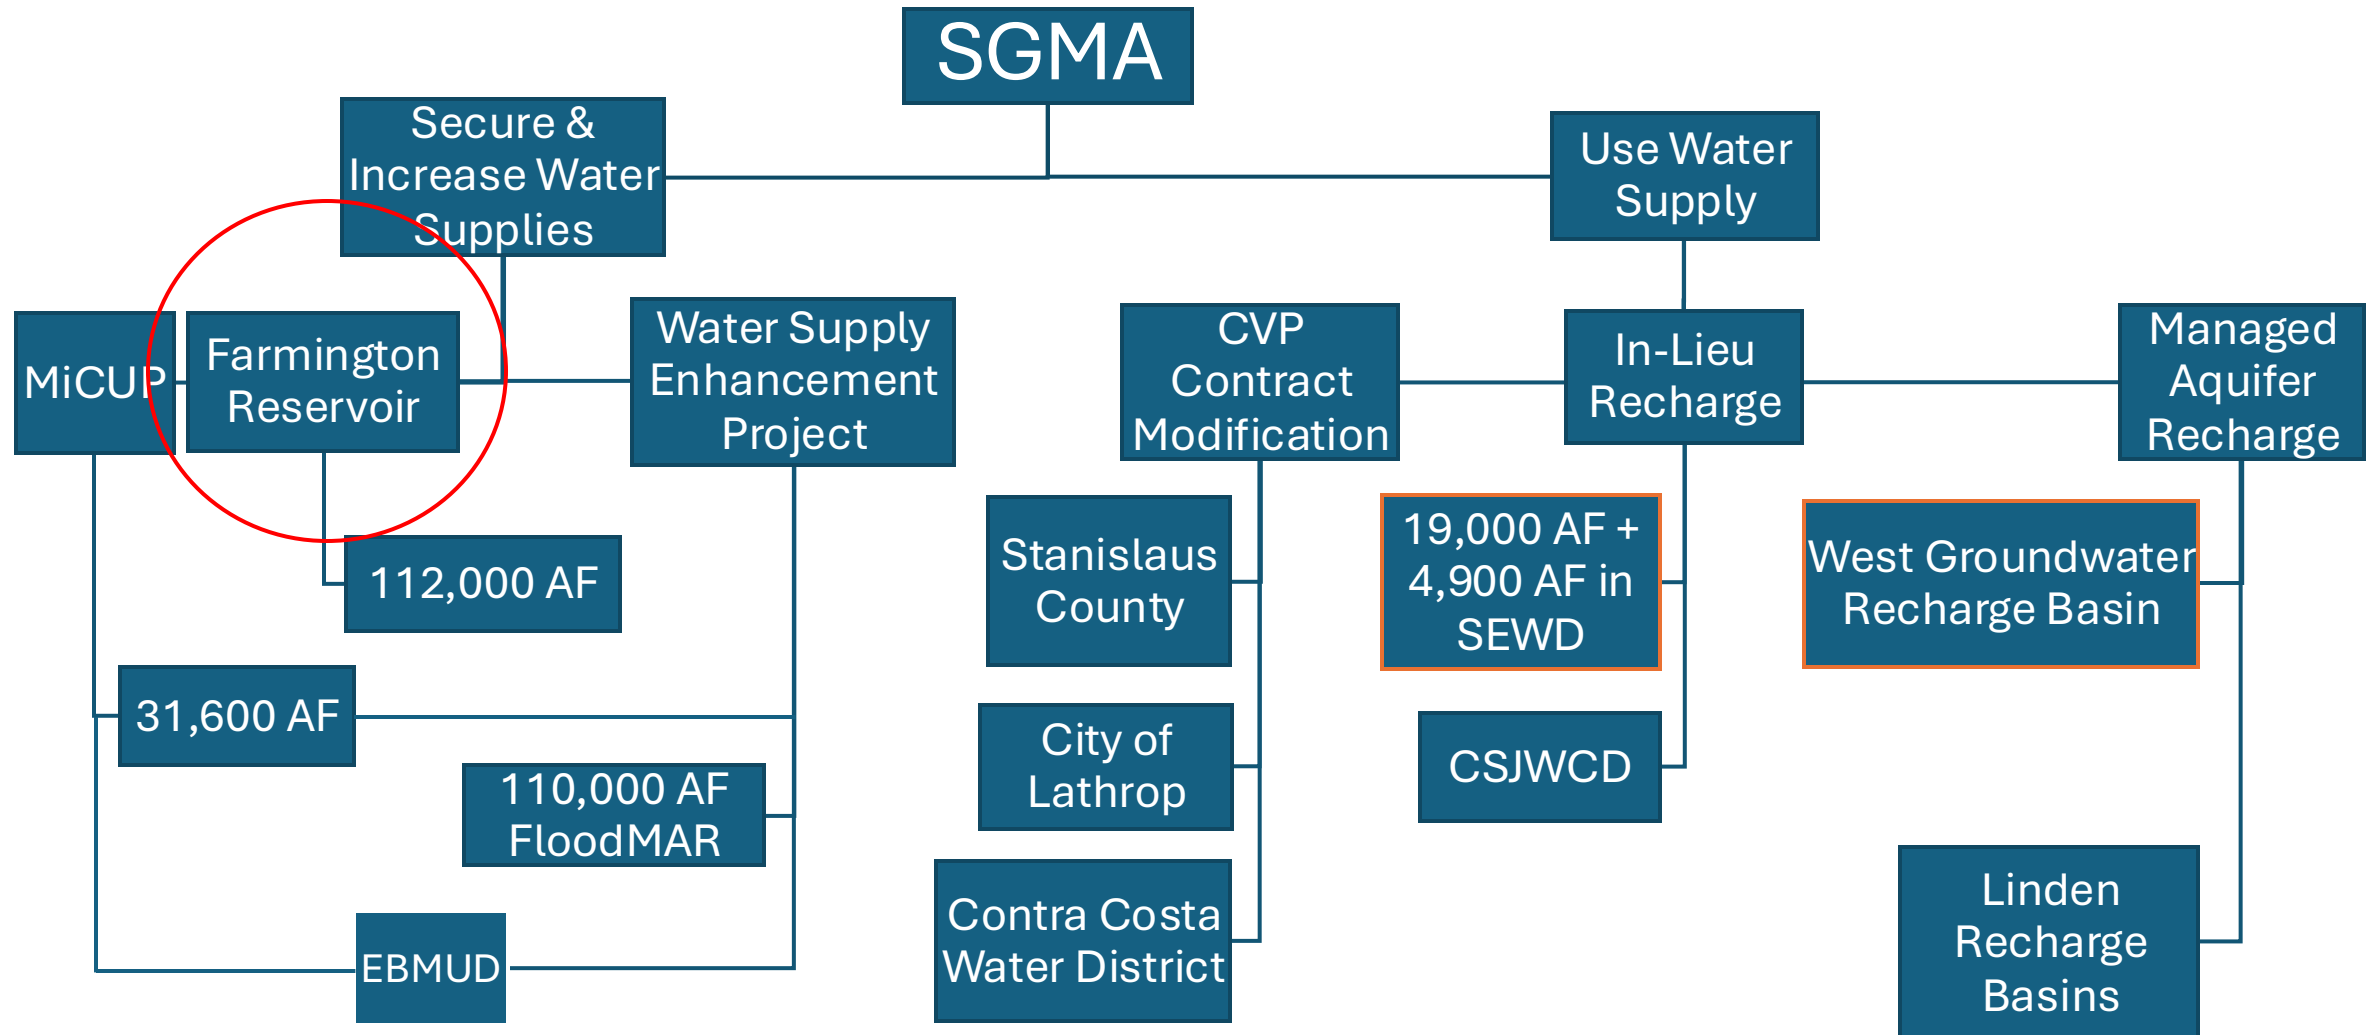 SGMA
Secure &
Increase Water
Supplies
Use Water
Supply
MiCUP
Farmington
Reservoir
Water Supply
Enhancement
Project
CVP
Contract
Modification
In-Lieu
Recharge
Managed
Aquifer
Recharge
112,000 AF
31,600 AF
110,000 AF
FloodMAR
EBMUD
Stanislaus
County
City of
Lathrop
Contra Costa
Water District
19,000 AF +
4,900 AF in
SEWD
CSJWCD
West Groundwater
Recharge Basin
Linden
Recharge
Basins